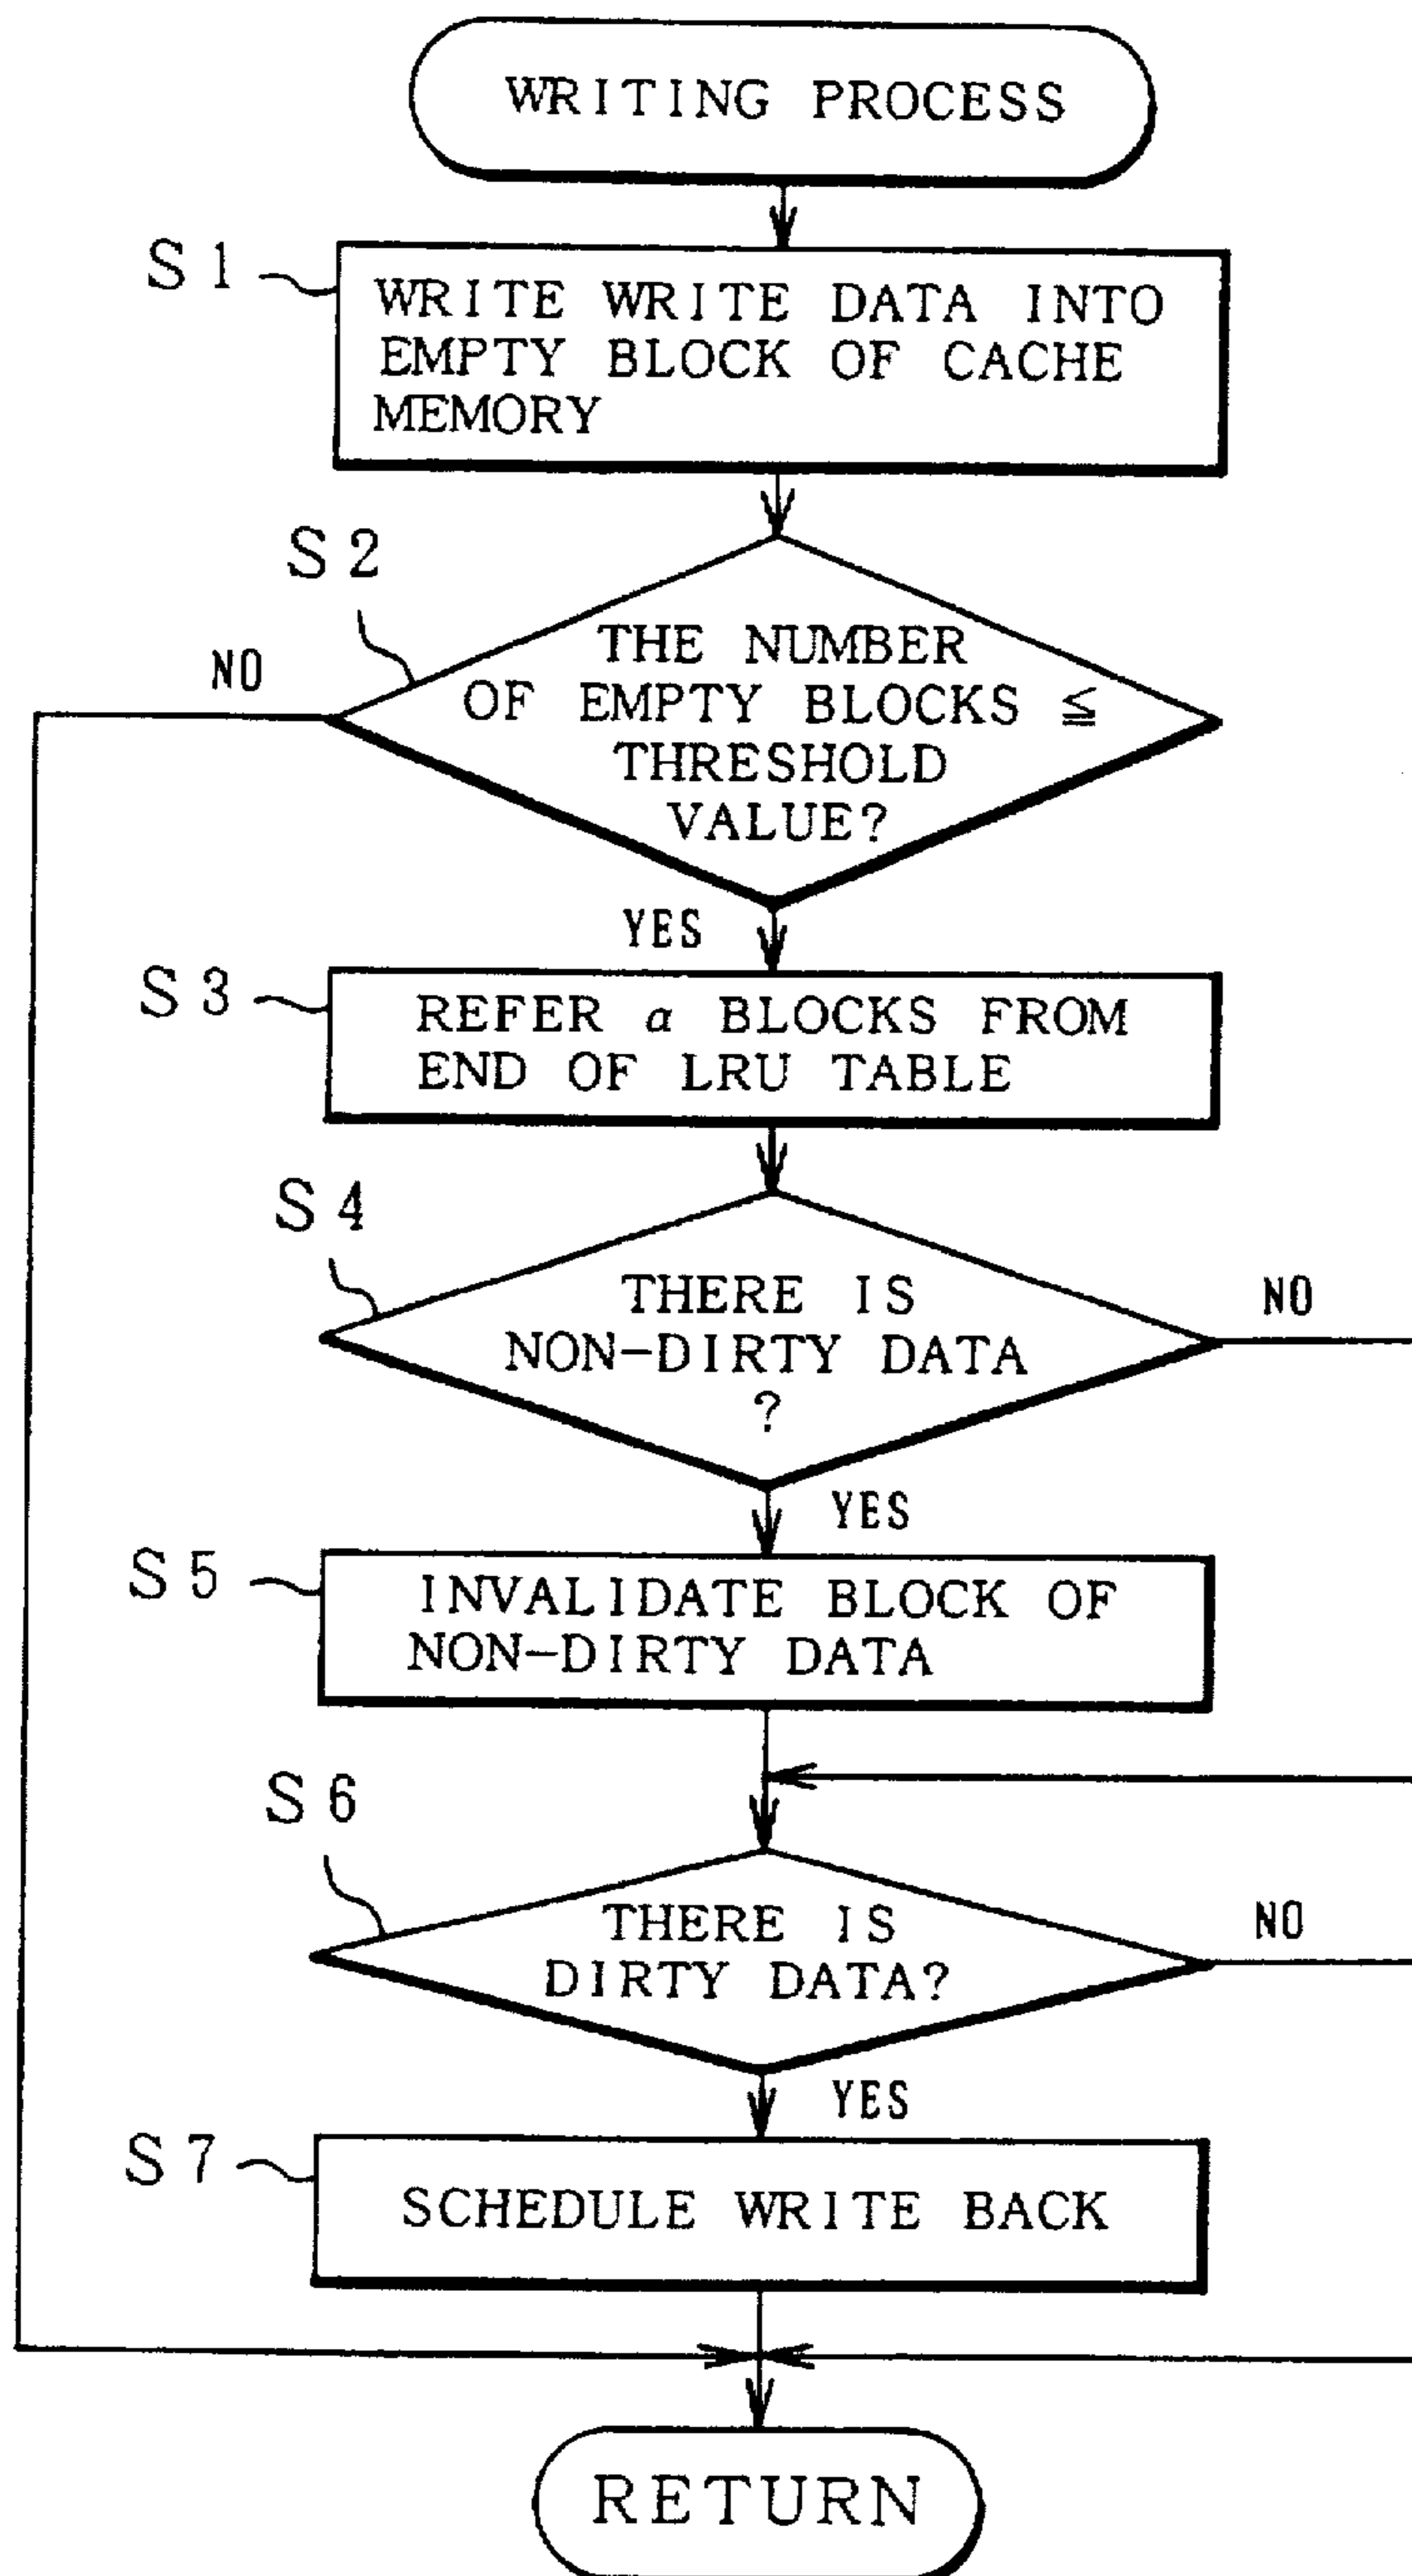 WRITING PROCESS
S1
WRITE WRITE DATA INTO
EMPTY BLOCK OF CACHE
MEMORY
S2
NO
THE NUMBER
OF EMPTY BLOCKS ≦
THRESHOLD
VALUE?
YES
S3
REFER α BLOCKS FROM
END OF LRU TABLE
S4
THERE IS
NON-DIRTY DATA
?
NO
YES
S5
INVALIDATE BLOCK OF
NON-DIRTY DATA
S6
THERE IS
DIRTY DATA?
NO
YES
S7
SCHEDULE WRITE BACK
RETURN